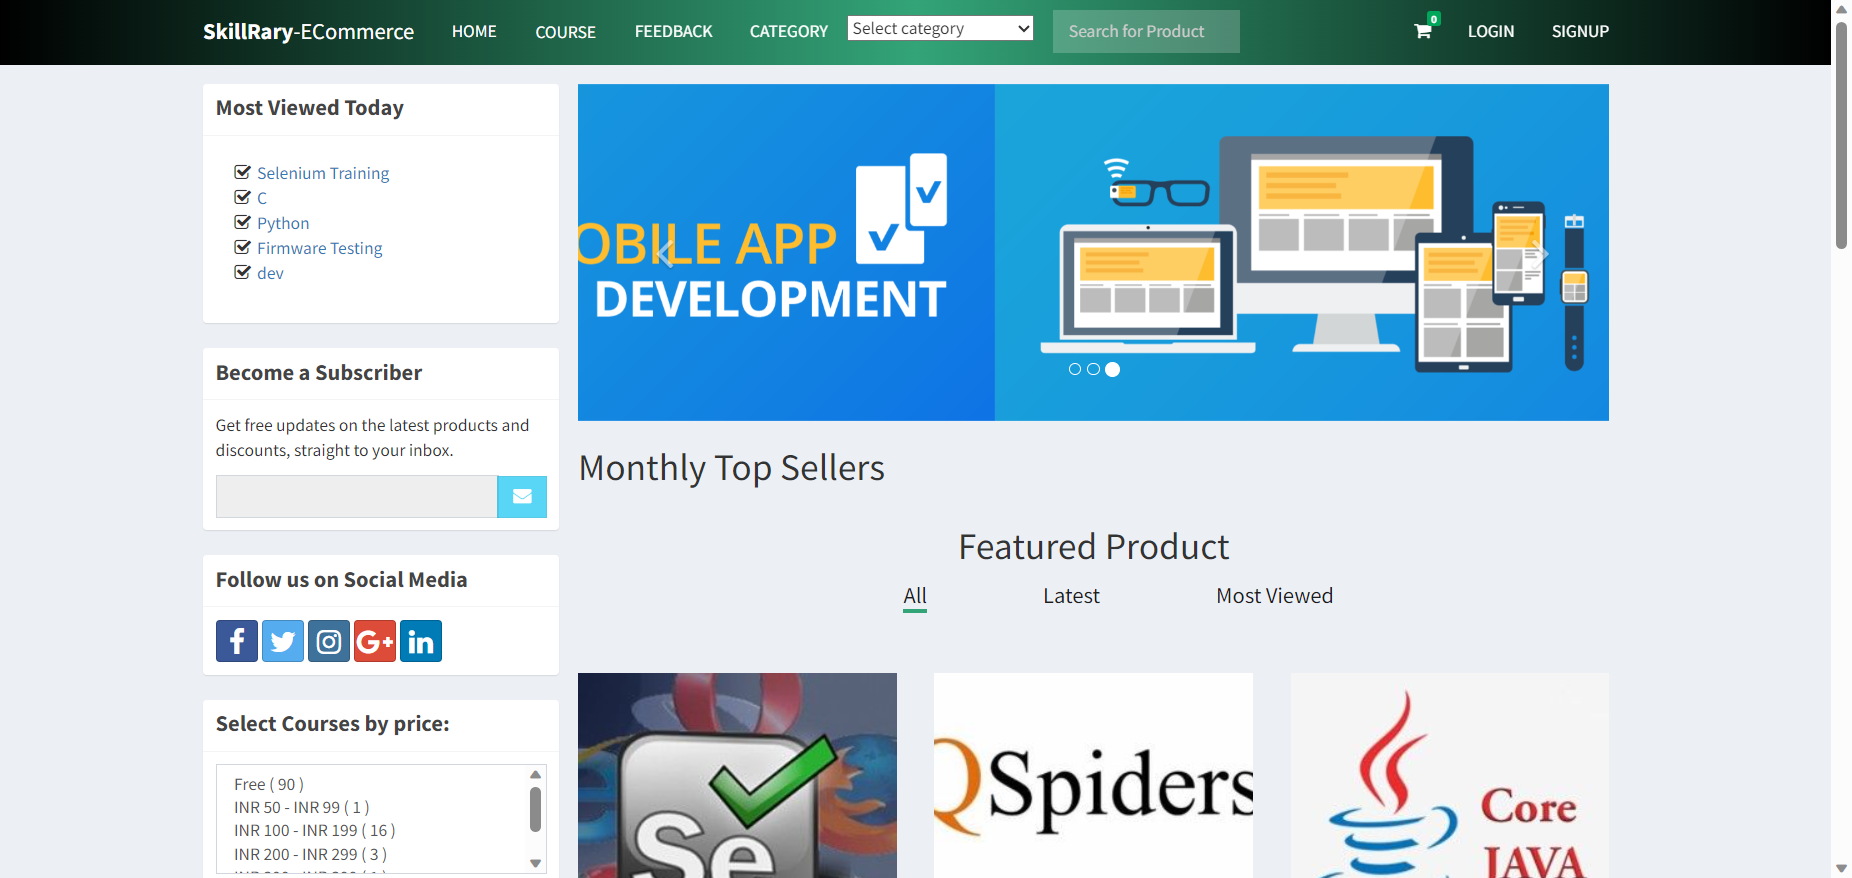 SkillRary-ECommerce HOME COURSE FEEDBACK CATEGORY Select category Search for Product 0 LOGIN SIGNUP
Most Viewed Today
Selenium Training
C
Python
Firmware Testing
dev
Become a Subscriber
Get free updates on the latest products and
discounts, straight to your inbox.
Follow us on Social Media
Select Courses by price:
Free ( 90 )
INR 50 - INR 99 ( 1 )
INR 100 - INR 199 ( 16 )
INR 200 - INR 299 ( 3 )
OBILE APP
DEVELOPMENT
Monthly Top Sellers
Featured Product
All Latest Most Viewed
Se
QSpiders
Core
JAVA